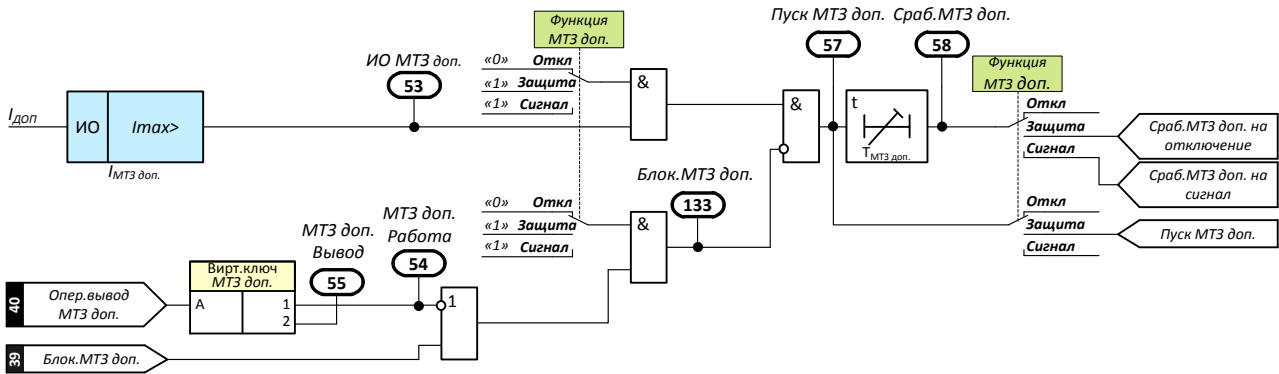 Функция
МТЗ доп.
Пуск МТЗ доп.
Сраб.МТЗ доп.
57
58
ИО МТЗ доп.
53
«0» Откл
«1» Защита
«1» Сигнал
&
Функция
МТЗ доп.
IДОП
ИО
Imax>
IМТЗ доп.
&
t
TМТЗ доп.
Откл
Защита
Сигнал
Сраб.МТЗ доп. на
отключение
Сраб.МТЗ доп. на
сигнал
Блок.МТЗ доп.
133
«0» Откл
«1» Защита
«1» Сигнал
&
Откл
Защита
Сигнал
Пуск МТЗ доп.
МТЗ доп.
Вывод
55
МТЗ доп.
Работа
54
Вирт.ключ
МТЗ доп.
A
1
2
1
40
Опер.вывод
МТЗ доп.
39
Блок.МТЗ доп.